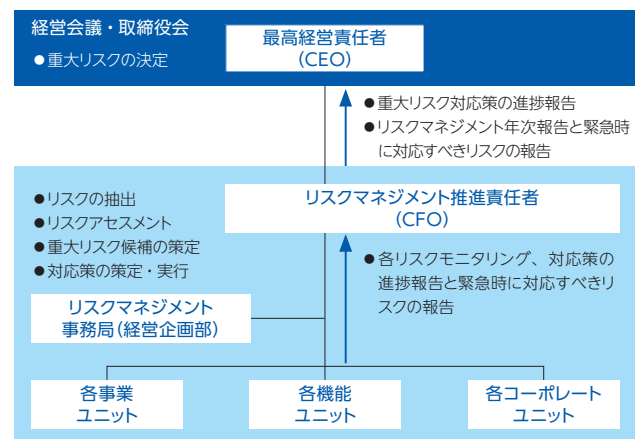 経営会議・取締役会
●重大リスクの決定
最高経営責任者
(CEO)
●重大リスク対応策の進捗報告
●リスクマネジメント年次報告と緊急時
に対応すべきリスクの報告
●リスクの抽出
●リスクアセスメント
●重大リスク候補の策定
●対応策の策定・実行
リスクマネジメント推進責任者
(CFO)
●各リスクモニタリング、対応策の
進捗報告と緊急時に対応すべきリ
スクの報告
リスクマネジメント
事務局(経営企画部)
各事業
ユニット
各機能
ユニット
各コーポレート
ユニット